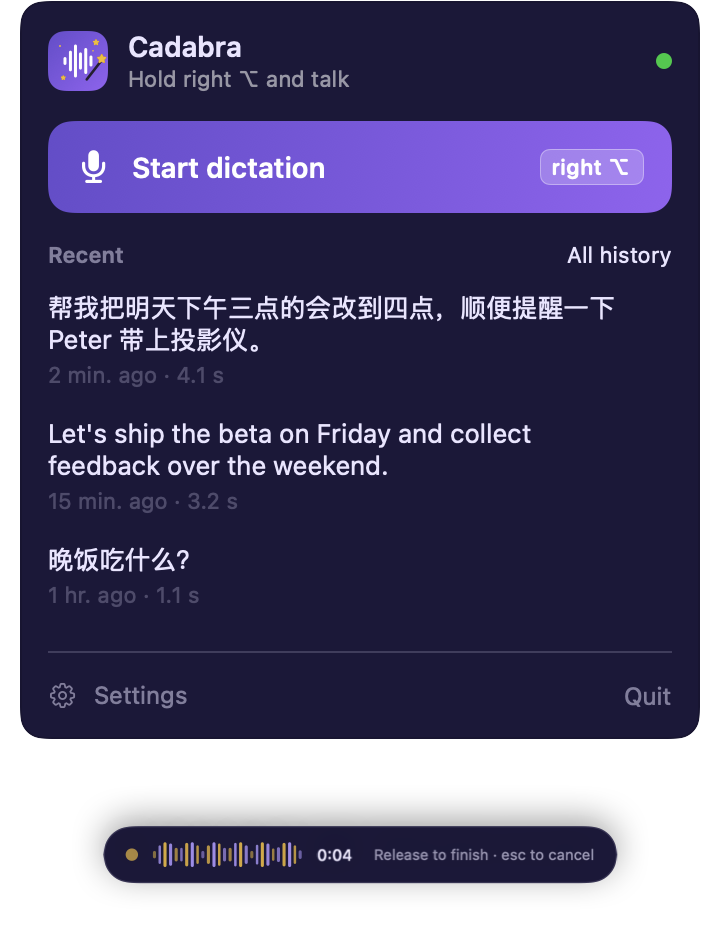 Cadabra
Hold right ⌥ and talk
Start dictation
right ⌥
Recent
All history
帮我把明天下午三点的会改到四点，顺便提醒一下
Peter 带上投影仪。
2 min. ago · 4.1 s
Let's ship the beta on Friday and collect
feedback over the weekend.
15 min. ago · 3.2 s
晚饭吃什么？
1 hr. ago · 1.1 s
Settings
Quit
0:04
Release to finish · esc to cancel